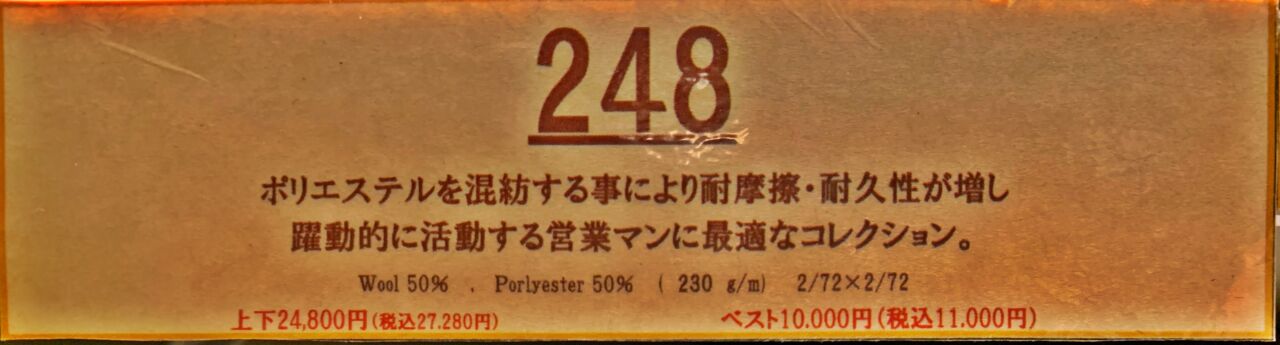 248
ポリエステルを混紡する事により耐摩擦・耐久性が増し
躍動的に活動する営業マンに最適なコレクション。
Wool 50% . Porlyester 50% ( 230 g/m) 2/72×2/72
上下24,800円(税込27.280円) ベスト10.000円(税込11.000円)